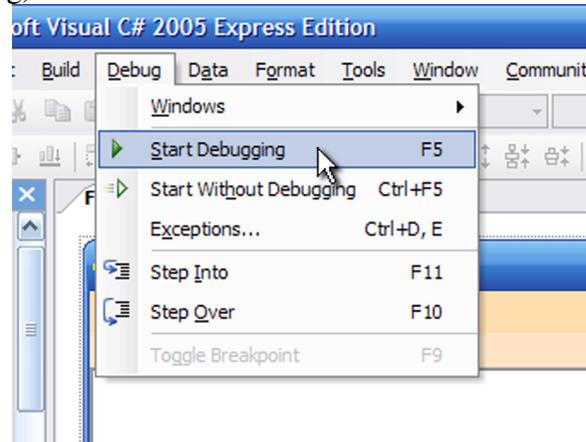 g,
oft Visual C# 2005 Express Edition
Build Debug Data Format Tools Window Communit
Windows
Start Debugging F5
F
Start Without Debugging Ctrl+F5
Exceptions... Ctrl+D, E
Step Into F11
Step Over F10
Toggle Breakpoint F9